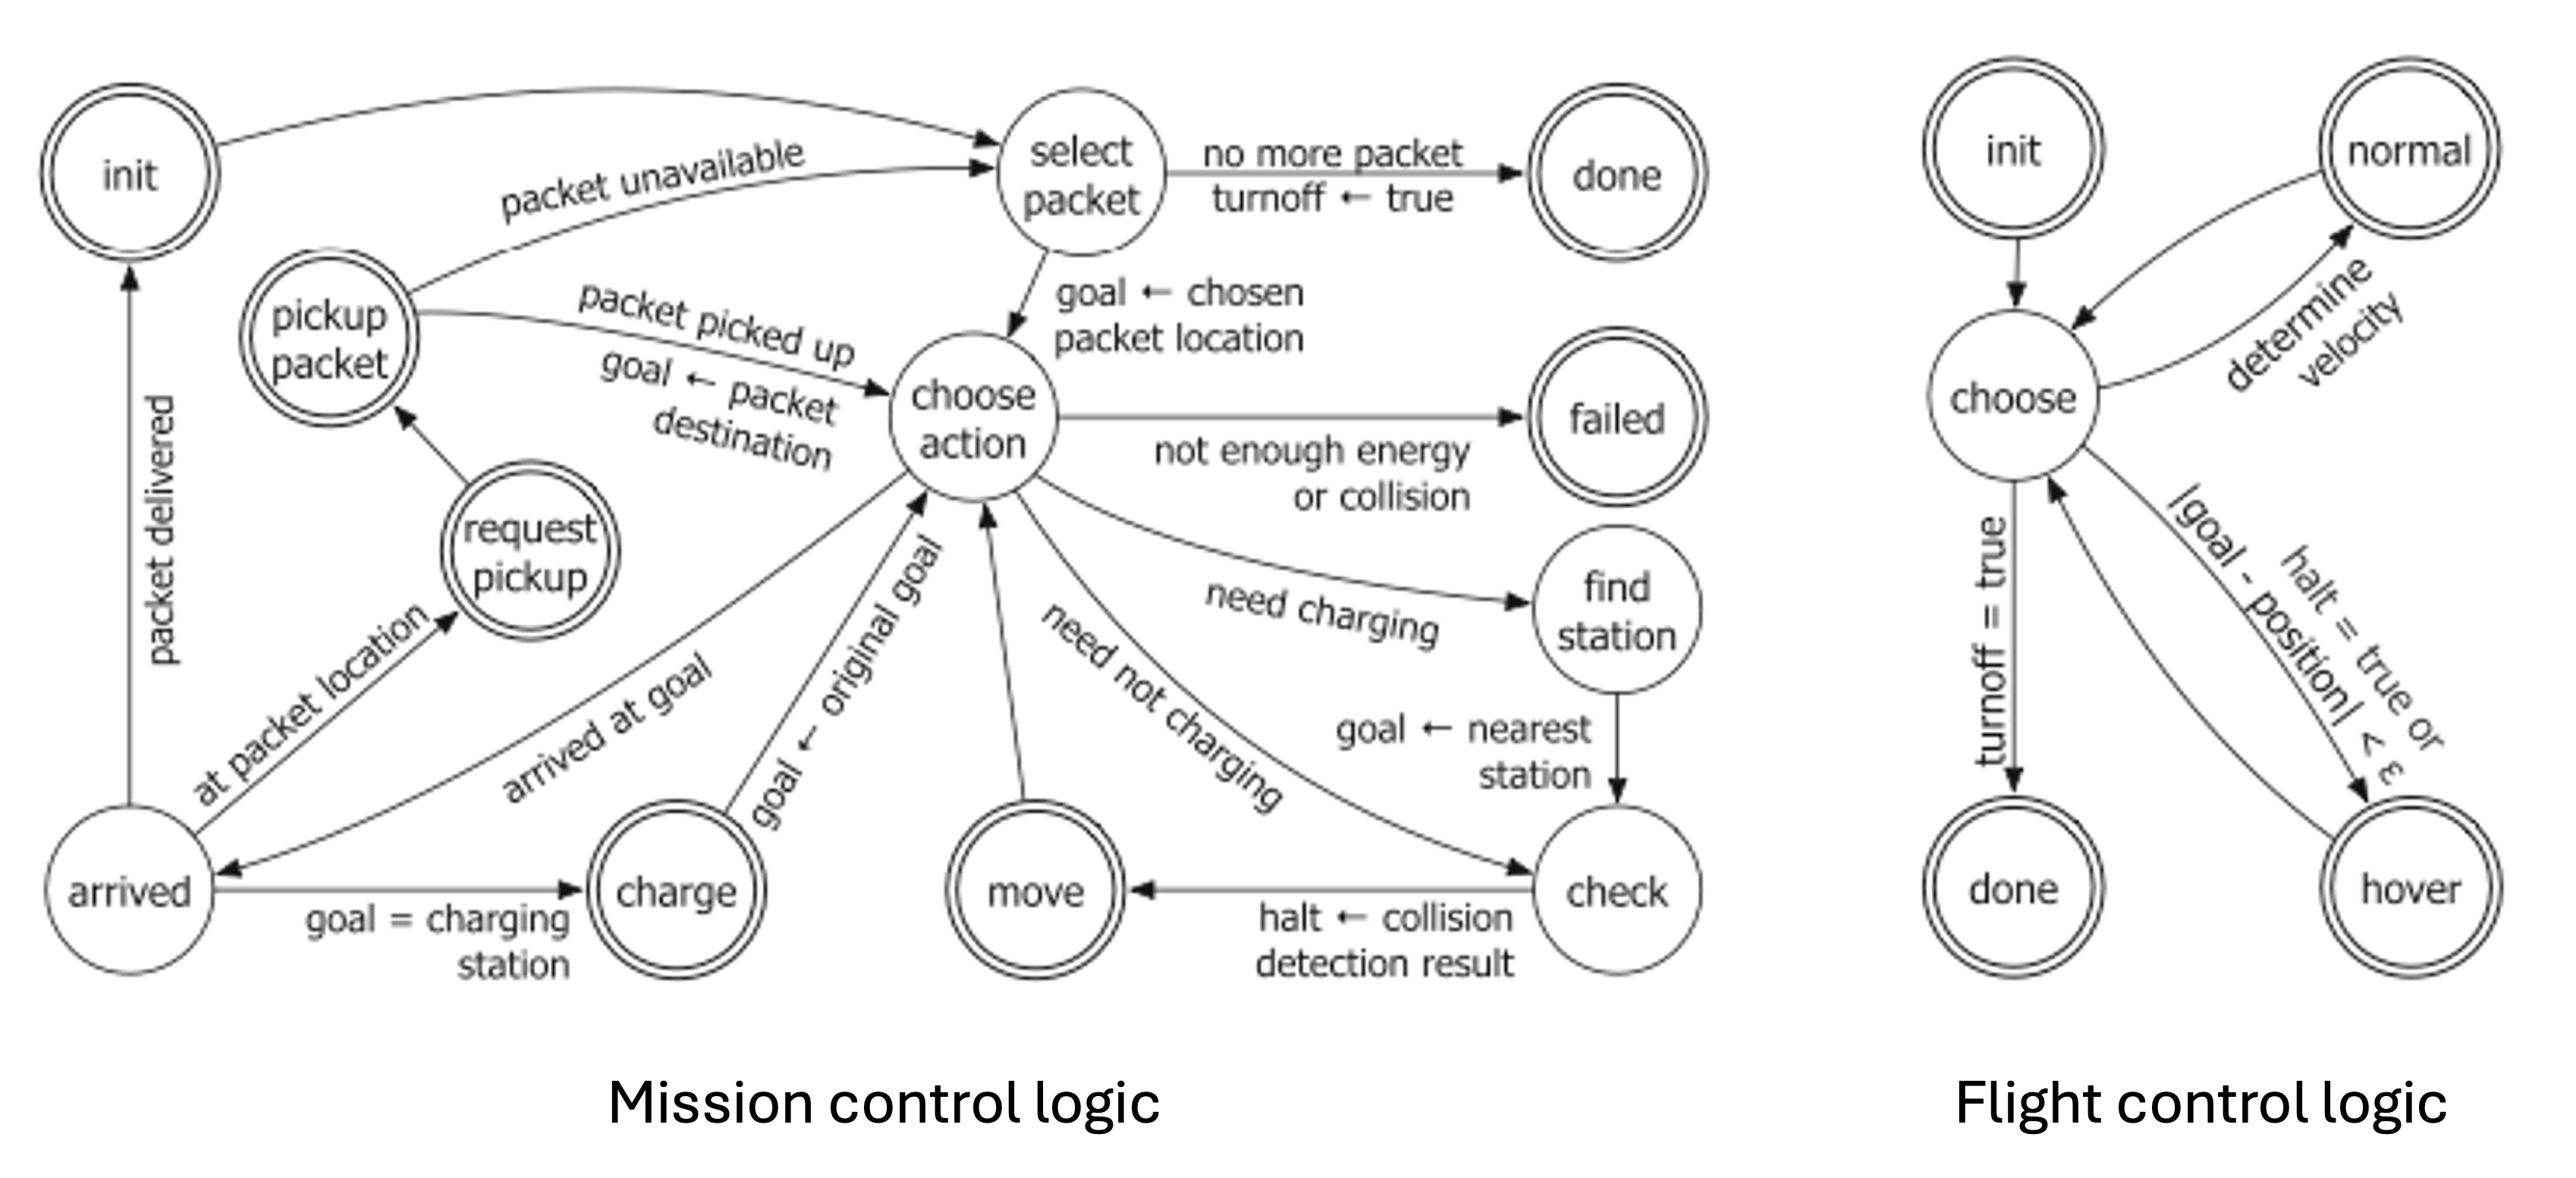 init
packet unavailable
select
packet
no more packet
turnoff ← true
done
pickup
packet
packet picked up
goal ← packet
destination
goal ← chosen
packet location
choose
action
failed
not enough energy
or collision
request
pickup
packet delivered
at packet location
arrived at goal
goal ← original goal
need not charging
need charging
find
station
goal ← nearest
station
arrived
goal = charging
station
charge
move
halt ← collision
detection result
check
Mission control logic
init
normal
determine
velocity
choose
turnoff = true
halt = true or
|goal - position| < ε
done
hover
Flight control logic